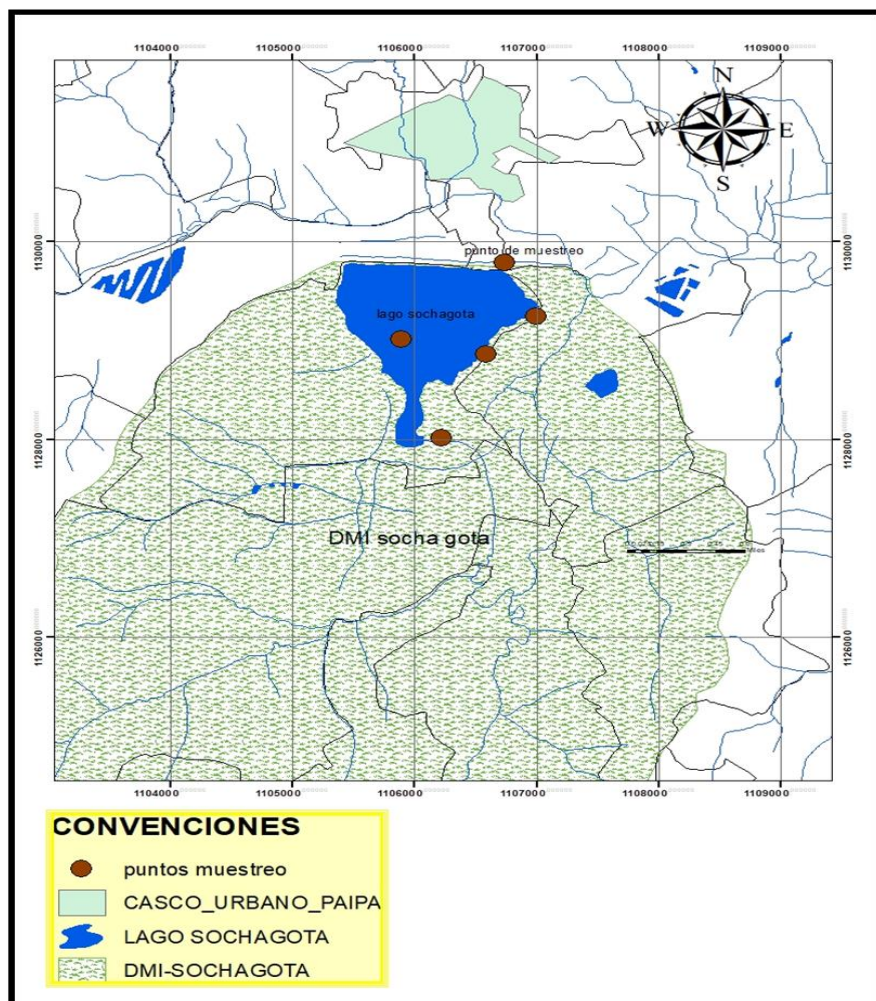 1104000 1105000 1106000 1107000 1108000 1109000
N
W E
S
1130000 1130000
punto de muestreo
lago sochagota
1128000 1128000
DMI socha gota
Miles
1126000 1126000
1104000 1105000 1106000 1107000 1108000 1109000
CONVENCIONES
puntos muestreo
CASCO_URBANO_PAIPA
LAGO SOCHAGOTA
DMI-SOCHAGOTA